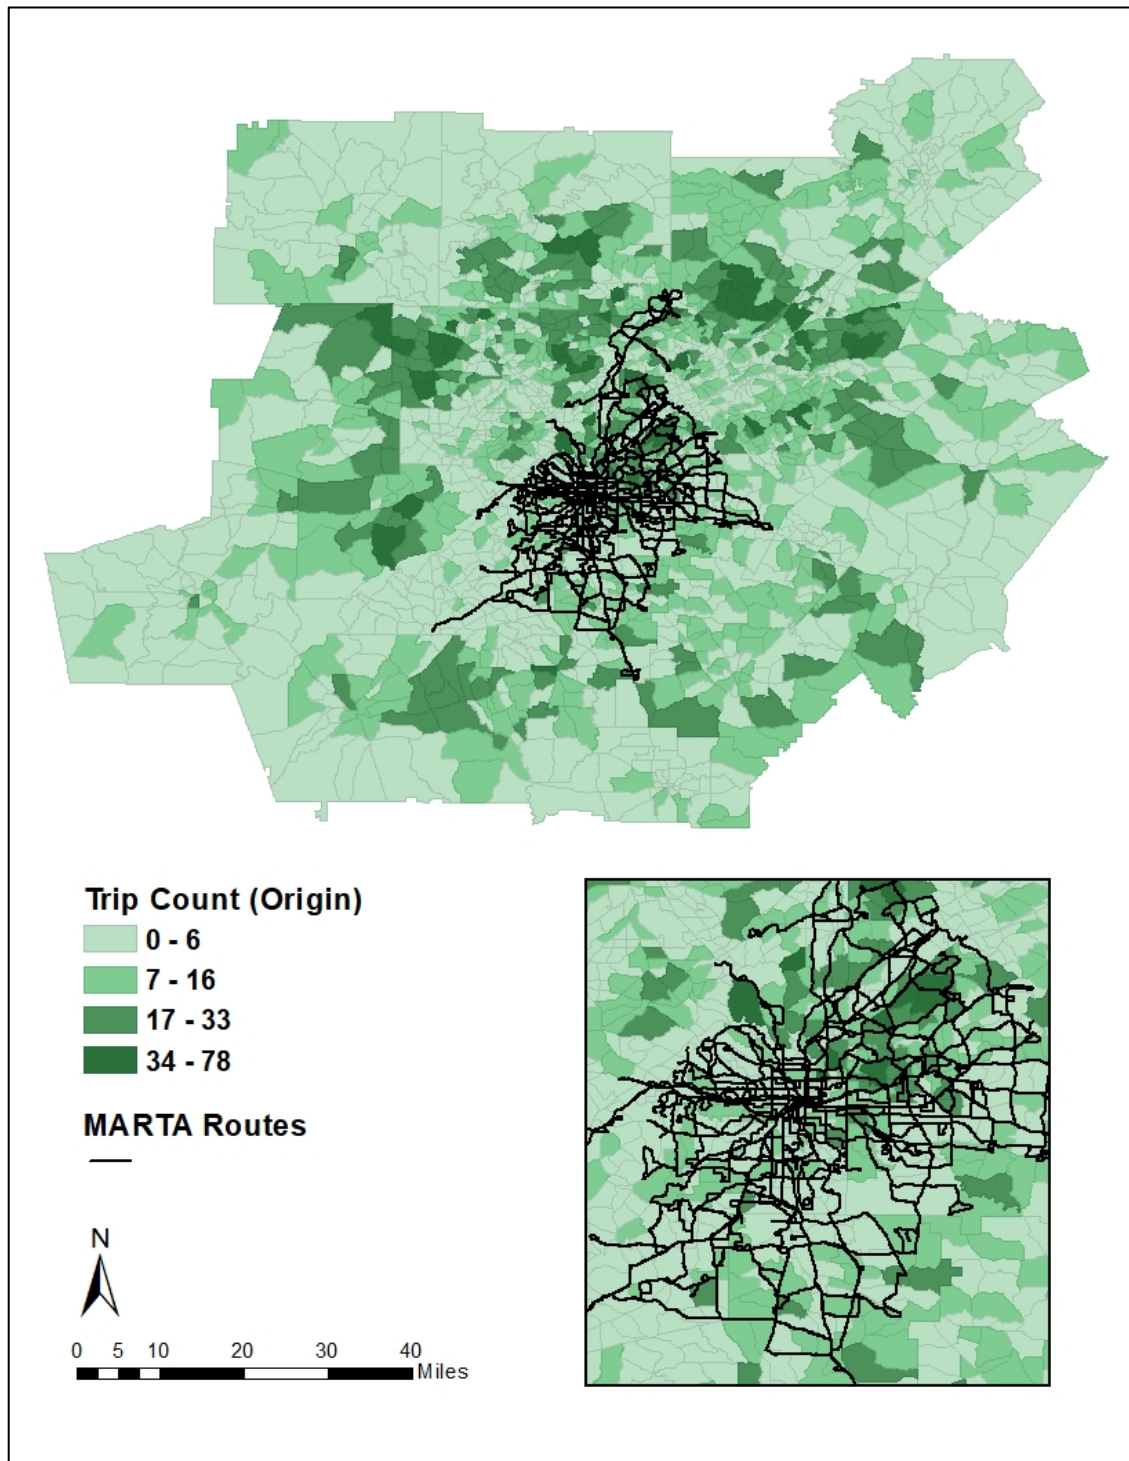 Trip Count (Origin)
0 - 6
7 - 16
17 - 33
34 - 78
MARTA Routes
N
0 5 10 20 30 40
Miles